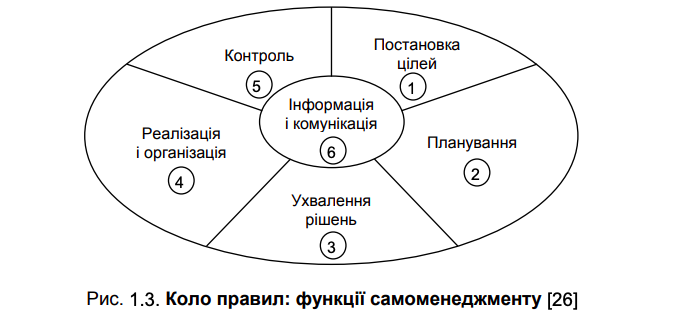 Контроль
5
Постановка
цілей
1
Інформація
і комунікація
6
Реалізація
і організація
4
Планування
2
Ухвалення
рішень
3
Рис. 1.3. Коло правил: функції самоменеджменту [26]